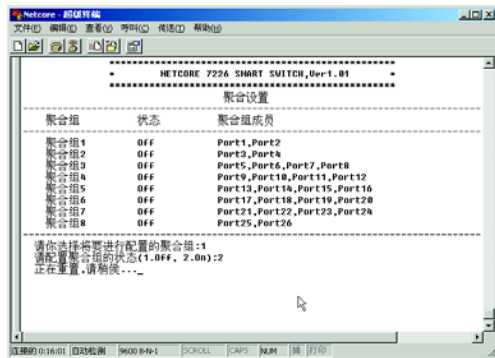 Netcore - 超级终端
文件(F) 编辑(E) 查看(V) 呼叫(C) 传送(T) 帮助(H)
****************************************************
* NETCORE 7226 SMART SWITCH,Ver1.01 *
****************************************************
聚合设置
聚合组 状态 聚合组成员
聚合组1 Off Port1,Port2
聚合组2 Off Port3,Port4
聚合组3 Off Port5,Port6,Port7,Port8
聚合组4 Off Port9,Port10,Port11,Port12
聚合组5 Off Port13,Port14,Port15,Port16
聚合组6 Off Port17,Port18,Port19,Port20
聚合组7 Off Port21,Port22,Port23,Port24
聚合组8 Off Port25,Port26
请你选择将要进行配置的聚合组:1
请配置聚合组的状态(1.Off, 2.On):2
正在重置,请稍侯..._
连接的 0:16:01 自动检测 9600 8-N-1 SCROLL CAPS NUM 捕 打印